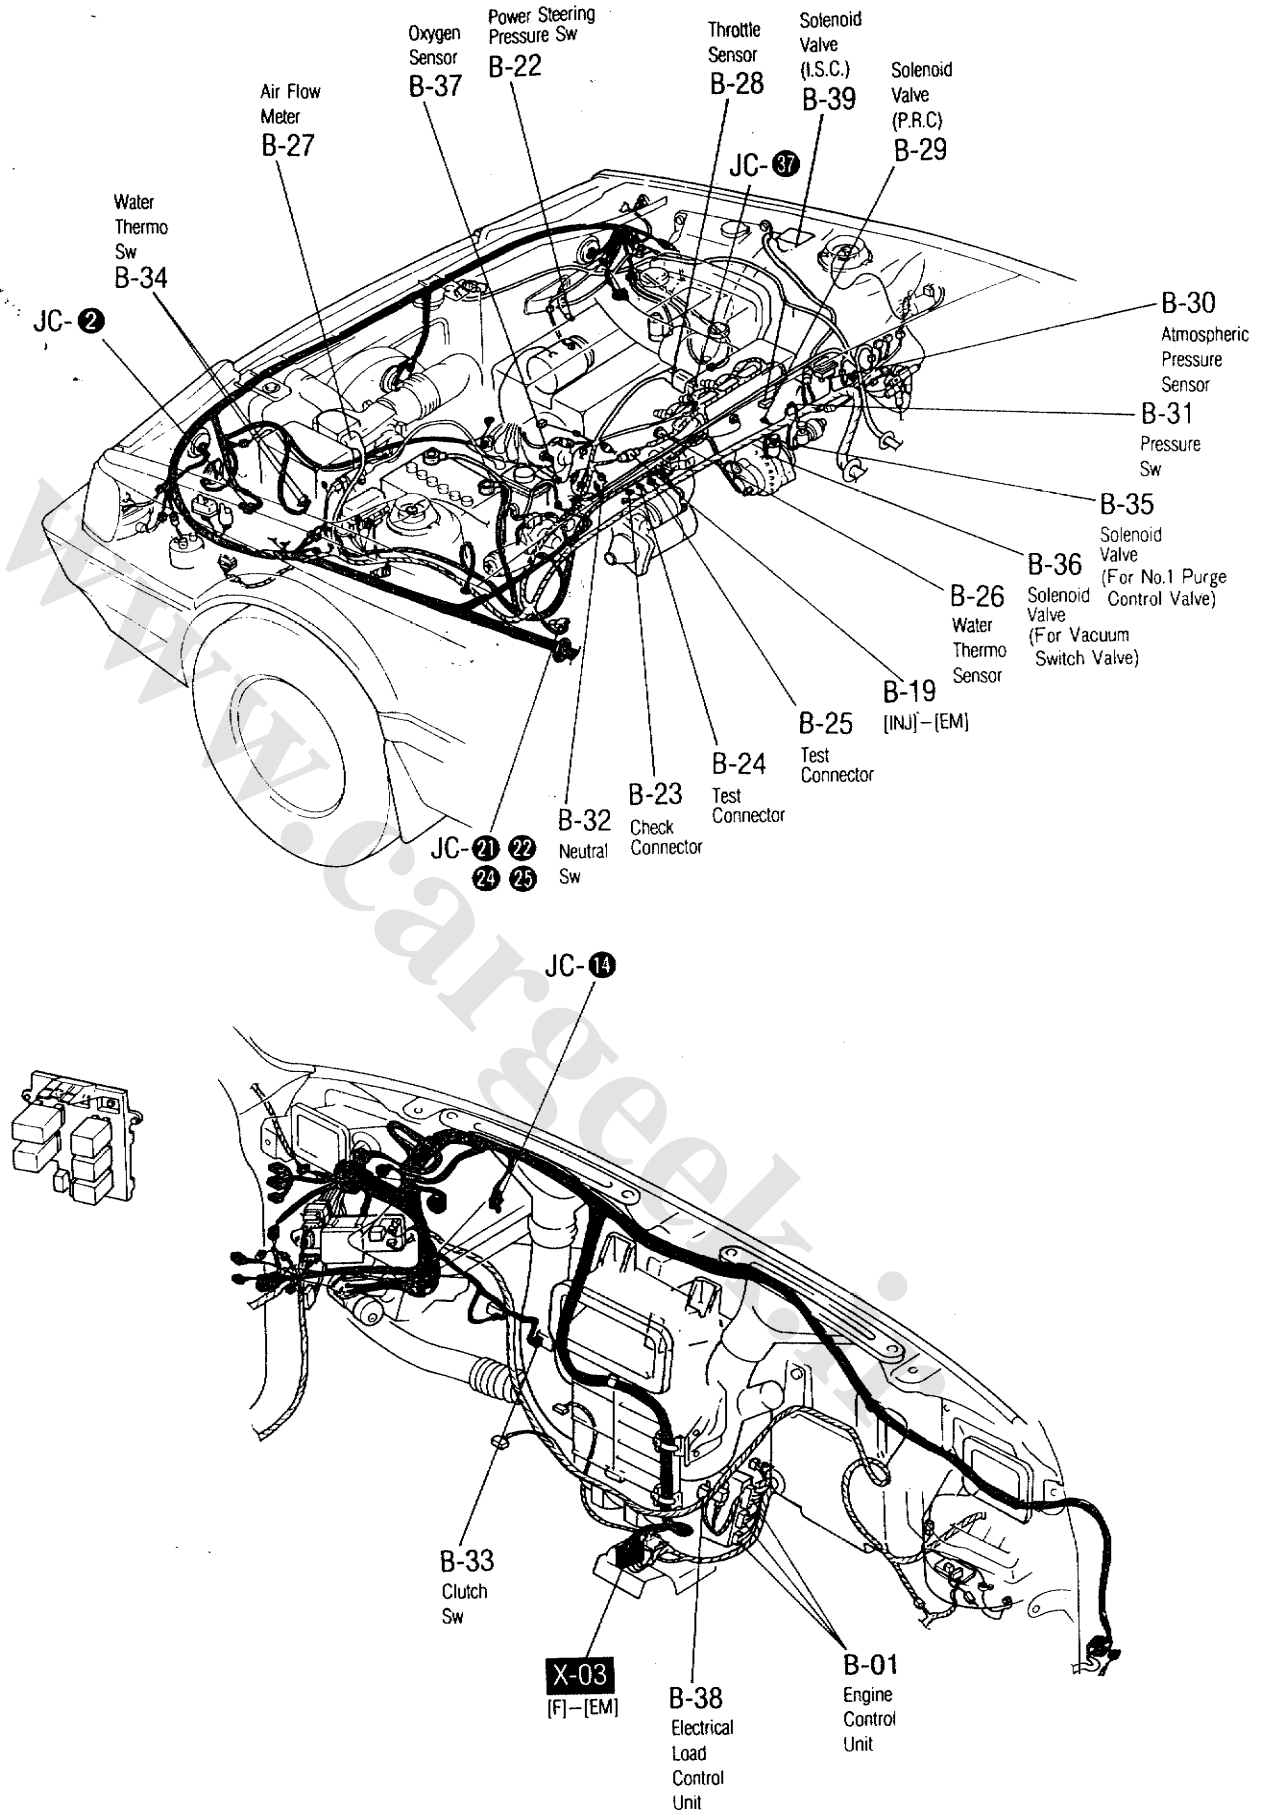 Power Steering
Pressure Sw
B-22
Oxygen
Sensor
B-37
Throttle
Sensor
B-28
Solenoid
Valve
(I.S.C.)
B-39
Solenoid
Valve
(P.R.C)
B-29
Air Flow
Meter
B-27
JC-37
Water
Thermo
Sw
B-34
JC-2
B-30
Atmospheric
Pressure
Sensor
B-31
Pressure
Sw
B-35
Solenoid
Valve
(For No.1 Purge
Control Valve)
B-36
Solenoid
Valve
(For Vacuum
Switch Valve)
B-26
Water
Thermo
Sensor
B-19
[INJ]-[EM]
B-25
Test
Connector
B-24
Test
Connector
B-23
Check
Connector
B-32
Neutral
Sw
JC-21 22
24 25
JC-14
B-33
Clutch
Sw
X-03
[F]-[EM]
B-38
Electrical
Load
Control
Unit
B-01
Engine
Control
Unit
www.cargeek.ir